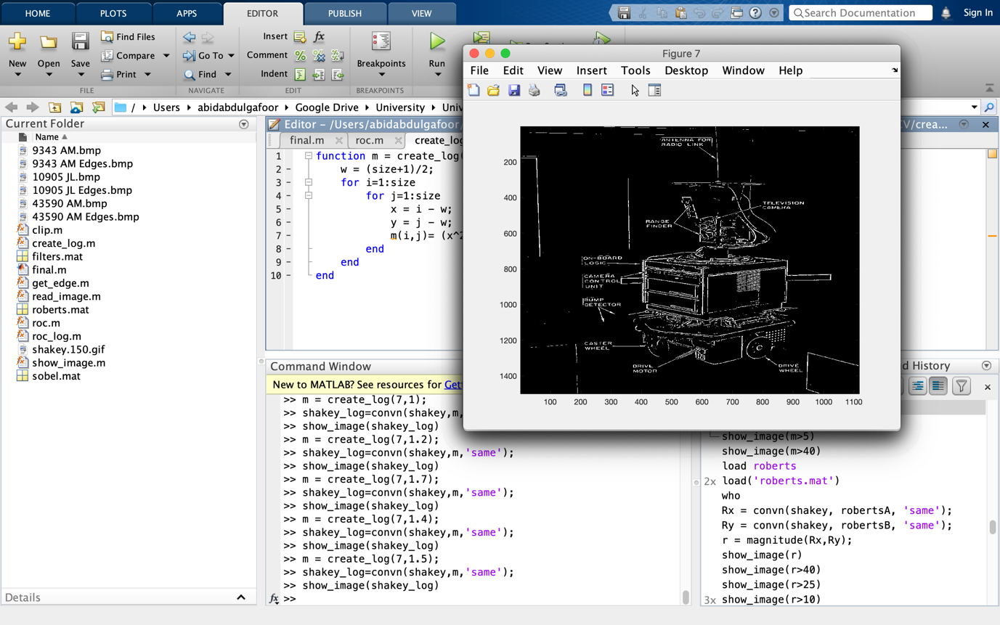 HOME PLOTS APPS EDITOR PUBLISH VIEW
Search Documentation Sign In
New Open Save
Find Files
Compare
Print
FILE
Go To
Find
NAVIGATE
Insert fx
Comment
Indent
EDIT
Breakpoints
BREAKPOINTS
Run
/ Users abidabdulgafoor Google Drive University
Current Folder
Name
9343 AM.bmp
9343 AM Edges.bmp
10905 JL.bmp
10905 JL Edges.bmp
43590 AM.bmp
43590 AM Edges.bmp
clip.m
create_log.m
filters.mat
final.m
get_edge.m
read_image.m
roberts.mat
roc.m
roc_log.m
shakey.150.gif
show_image.m
sobel.mat
Details
Editor - /Users/abidabdulgafoor/
V/crea...
final.m roc.m create_log
1 function m = create_log(
2 - w = (size+1)/2;
3 - for i=1:size
4 - for j=1:size
5 - x = i - w;
6 - y = j - w;
7 - m(i,j)= (x^2
8 - end
9 - end
10 - end
Figure 7
File Edit View Insert Tools Desktop Window Help
200
400
600
800
1000
1200
1400
100 200 300 400 500 600 700 800 900 1000 1100
ANTENNA FOR
RADIO LINK
TELEVISION
CAMERA
RANGE
FINDER
ON-BOARD
LOGIC
CAMERA
CONTROL
UNIT
BUMP
DETECTOR
CASTER
WHEEL
DRIVE
MOTOR
DRIVE
WHEEL
Command Window
New to MATLAB? See resources for
>> m = create_log(7,1);
>> shakey_log=convn(shakey,m,
>> show_image(shakey_log)
>> m = create_log(7,1.2);
>> shakey_log=convn(shakey,m,'same');
>> show_image(shakey_log)
>> m = create_log(7,1.7);
>> shakey_log=convn(shakey,m,'same');
>> show_image(shakey_log)
>> m = create_log(7,1.4);
>> shakey_log=convn(shakey,m,'same');
>> show_image(shakey_log)
>> m = create_log(7,1.5);
>> shakey_log=convn(shakey,m,'same');
>> show_image(shakey_log)
fx >>
d History
show_image(m>5)
show_image(m>40)
load roberts
2x load('roberts.mat')
who
Rx = convn(shakey, robertsA, 'same');
Ry = convn(shakey, robertsB, 'same');
r = magnitude(Rx,Ry);
show_image(r)
show_image(r>40)
show_image(r>25)
3x show_image(r>10)